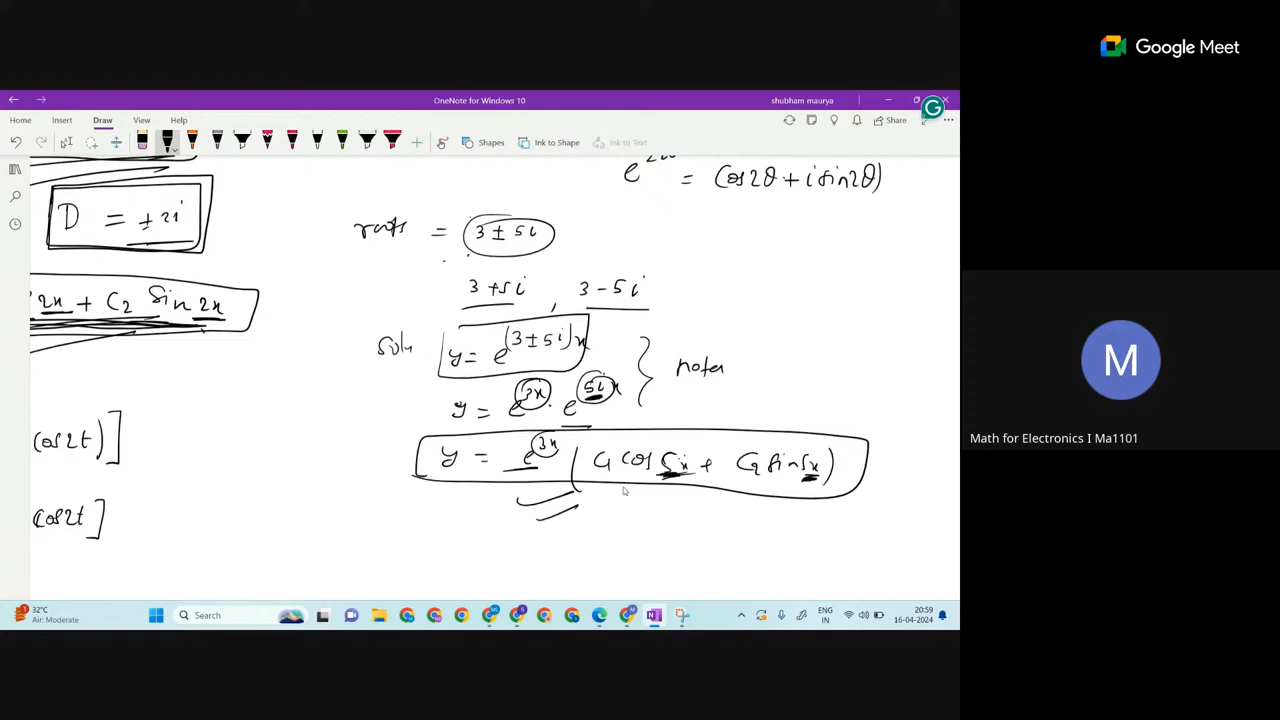 Google Meet
OneNote for Windows 10
shubham maurya
Home Insert Draw View Help
Share
Shapes Ink to Shape Ink to Text
= (cos2θ + i sin2θ)
D = ±2i
roots = 3 ± 5i
3 + 5i , 3 - 5i
2x + C2 Sin 2x
Soln y = e^(3±5i)x
y = e^3x . e^5ix
} notes
cos2t)]
y = e^3x (C1 cos 5x + C2 sin 5x)
cos2t]
M
Math for Electronics I Ma1101
32°C
Air: Moderate
Search
ENG
IN
20:59
16-04-2024